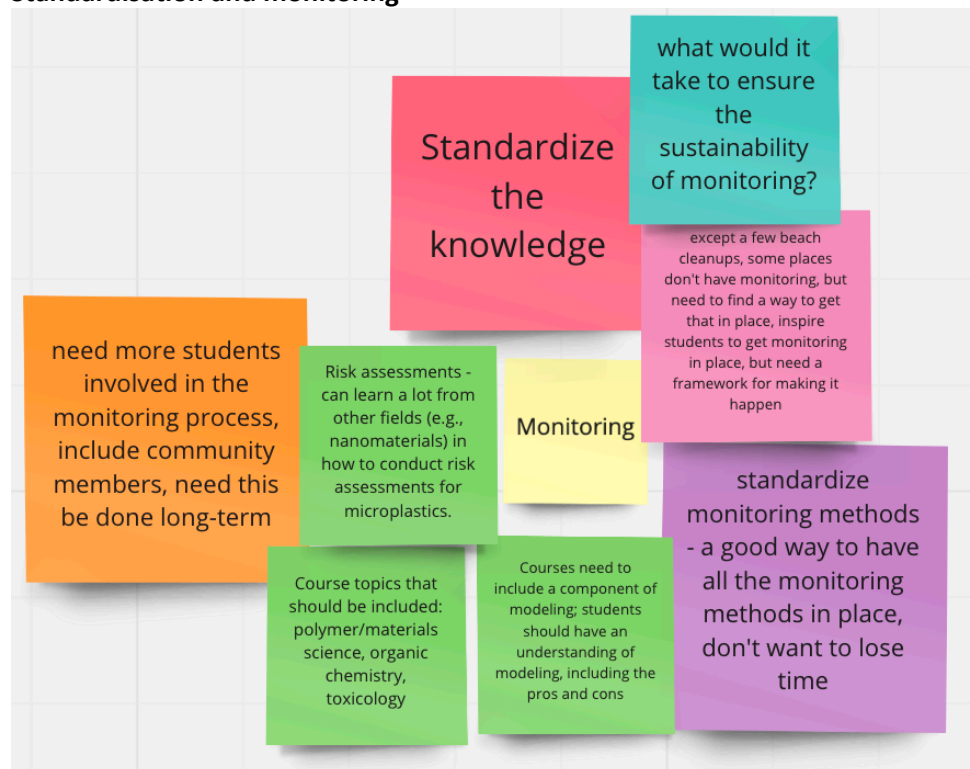 Standardisation and monitoring
what would it
take to ensure
the
sustainability
of monitoring?
Standardize
the
knowledge
except a few beach
cleanups, some places
don't have monitoring, but
need to find a way to get
that in place, inspire
students to get monitoring
in place, but need a
framework for making it
happen
need more students
involved in the
monitoring process,
include community
members, need this
be done long-term
Risk assessments -
can learn a lot from
other fields (e.g.,
nanomaterials) in
how to conduct risk
assessments for
microplastics.
Monitoring
standardize
monitoring methods
- a good way to have
all the monitoring
methods in place,
don't want to lose
time
Course topics that
should be included:
polymer/materials
science, organic
chemistry,
toxicology
Courses need to
include a component of
modeling; students
should have an
understanding of
modeling, including the
pros and cons